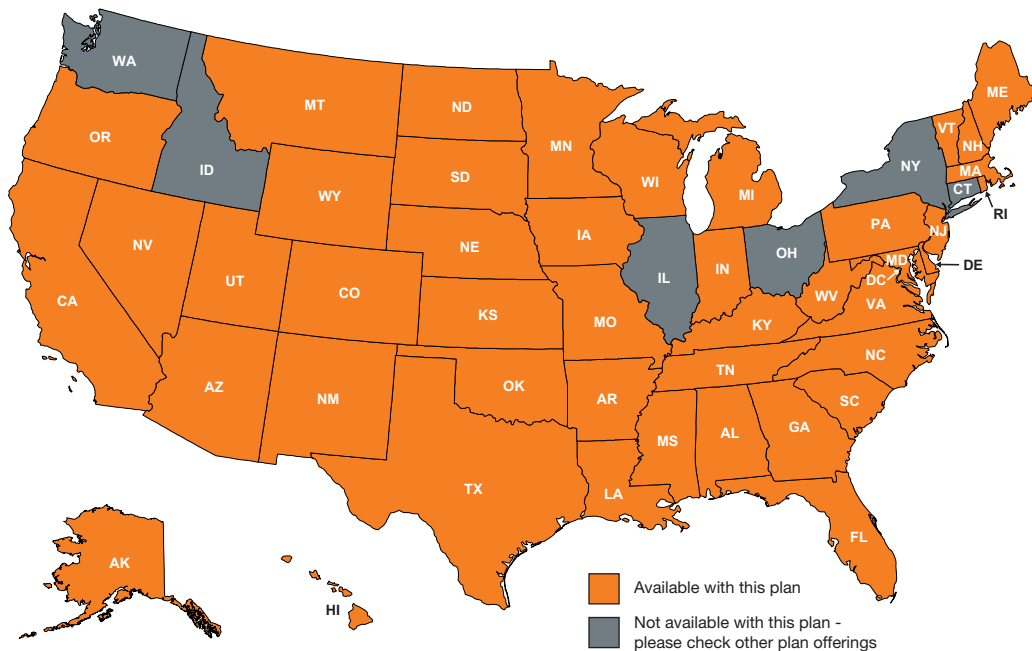 WA
OR
ID
MT
ND
MN
SD
WY
WI
MI
ME
VT
NH
NY
MA
CT
RI
NV
UT
CO
NE
IA
IL
IN
OH
PA
NJ
MD
DE
DC
WV
VA
CA
KS
MO
KY
AZ
NM
OK
AR
TN
NC
SC
TX
LA
MS
AL
GA
FL
AK
HI
Available with this plan
Not available with this plan -
please check other plan offerings